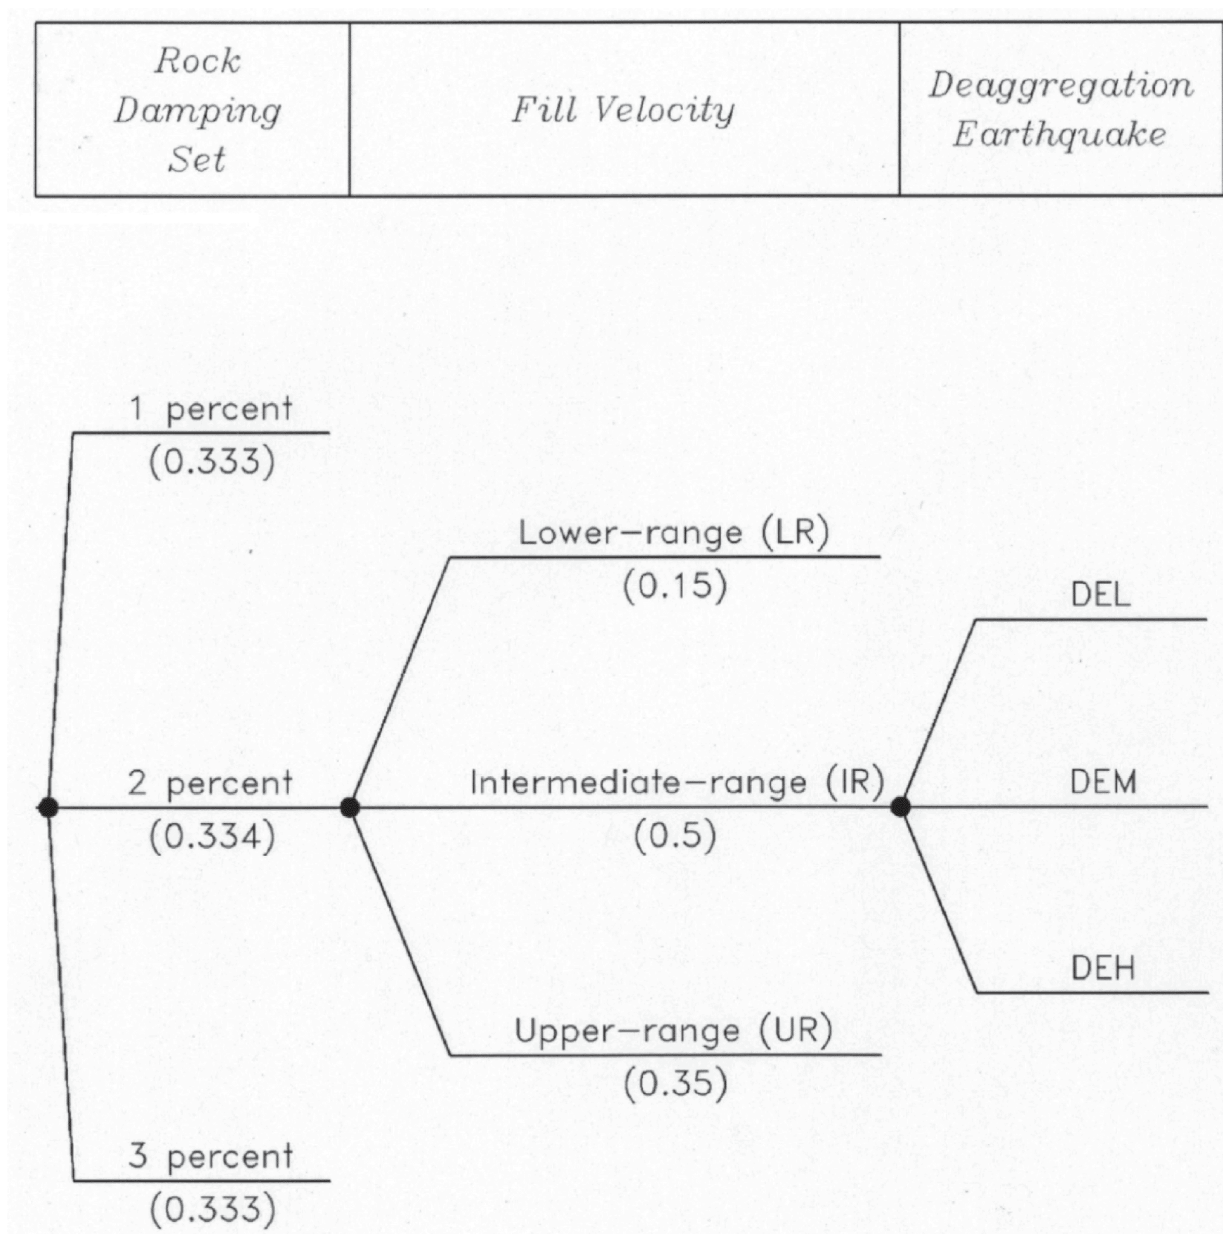 Rock
Damping
Set
Fill Velocity
Deaggregation
Earthquake
1 percent
(0.333)
Lower-range (LR)
(0.15)
DEL
2 percent
(0.334)
Intermediate-range (IR)
(0.5)
DEM
DEH
Upper-range (UR)
(0.35)
3 percent
(0.333)